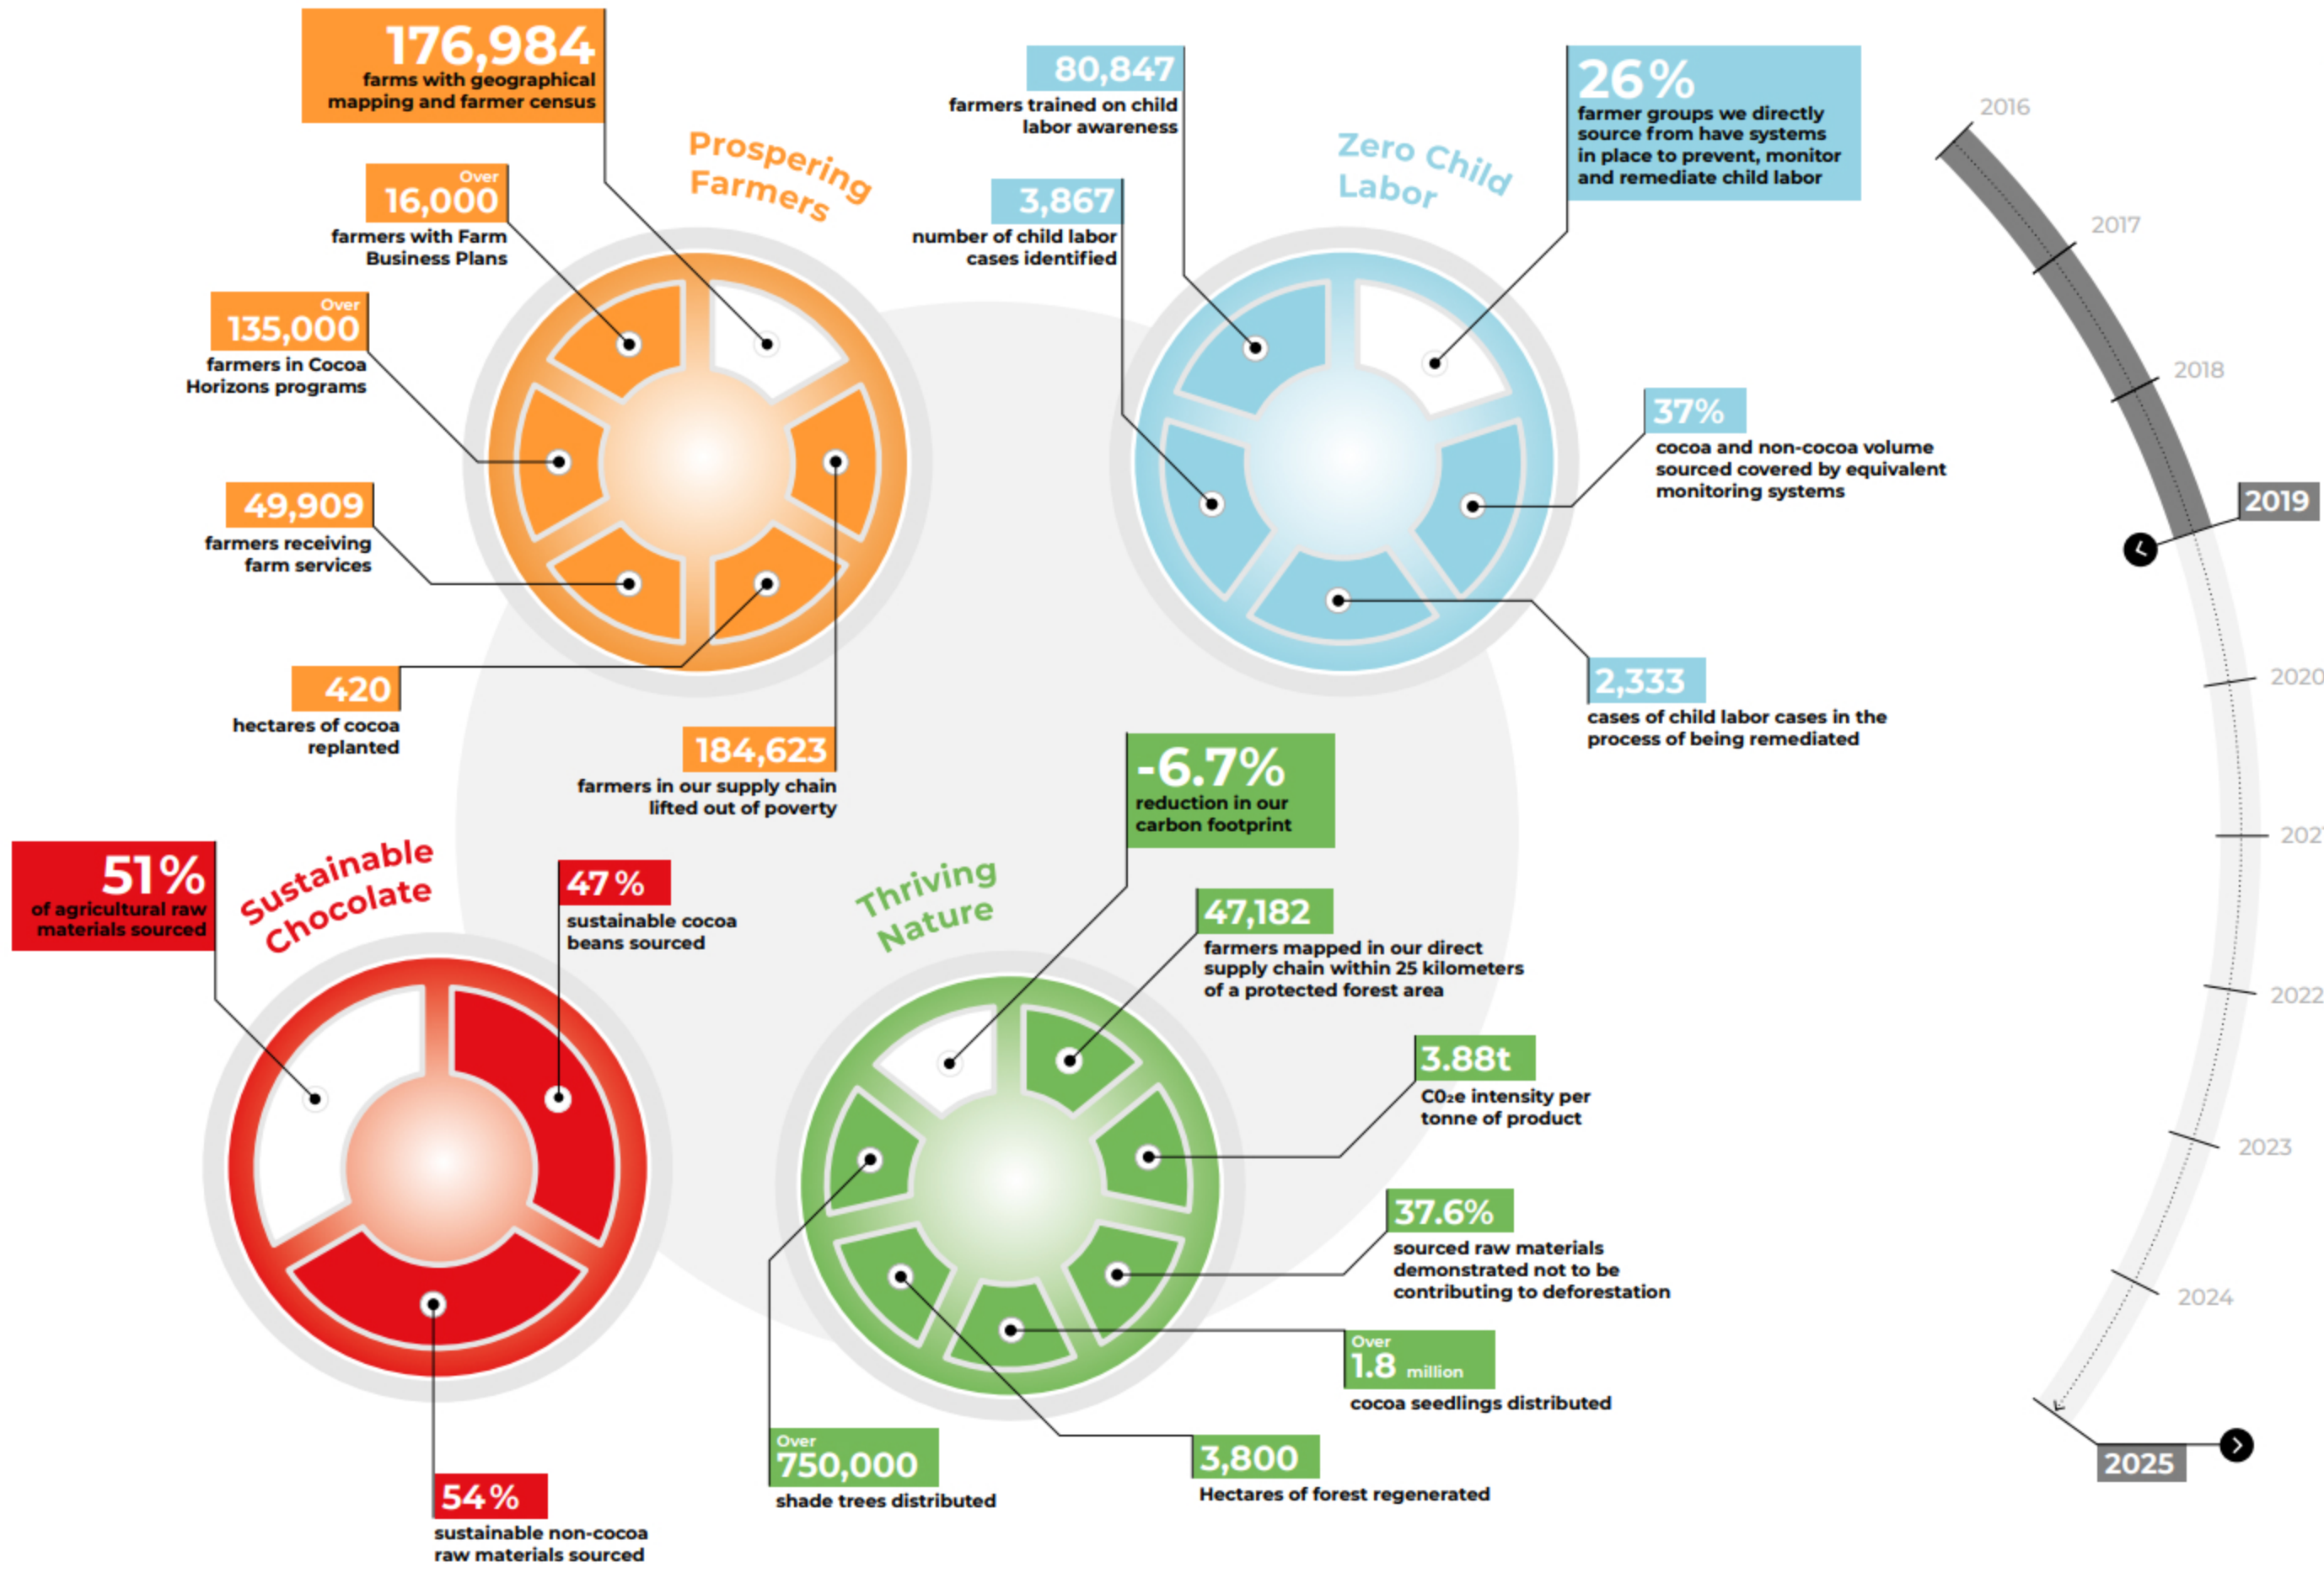 176,984
farms with geographical
mapping and farmer census
Over
16,000
farmers with Farm
Business Plans
Over
135,000
farmers in Cocoa
Horizons programs
49,909
farmers receiving
farm services
420
hectares of cocoa
replanted
184,623
farmers in our supply chain
lifted out of poverty
Prospering
Farmers
80,847
farmers trained on child
labor awareness
3,867
number of child labor
cases identified
Zero Child
Labor
26%
farmer groups we directly
source from have systems
in place to prevent, monitor
and remediate child labor
37%
cocoa and non-cocoa volume
sourced covered by equivalent
monitoring systems
2,333
cases of child labor cases in the
process of being remediated
51%
of agricultural raw
materials sourced
Sustainable
Chocolate
47%
sustainable cocoa
beans sourced
54%
sustainable non-cocoa
raw materials sourced
Thriving
Nature
-6.7%
reduction in our
carbon footprint
47,182
farmers mapped in our direct
supply chain within 25 kilometers
of a protected forest area
3.88t
C0₂e intensity per
tonne of product
37.6%
sourced raw materials
demonstrated not to be
contributing to deforestation
Over
1.8 million
cocoa seedlings distributed
3,800
Hectares of forest regenerated
Over
750,000
shade trees distributed
2016
2017
2018
2019
2020
202
2022
2023
2024
2025